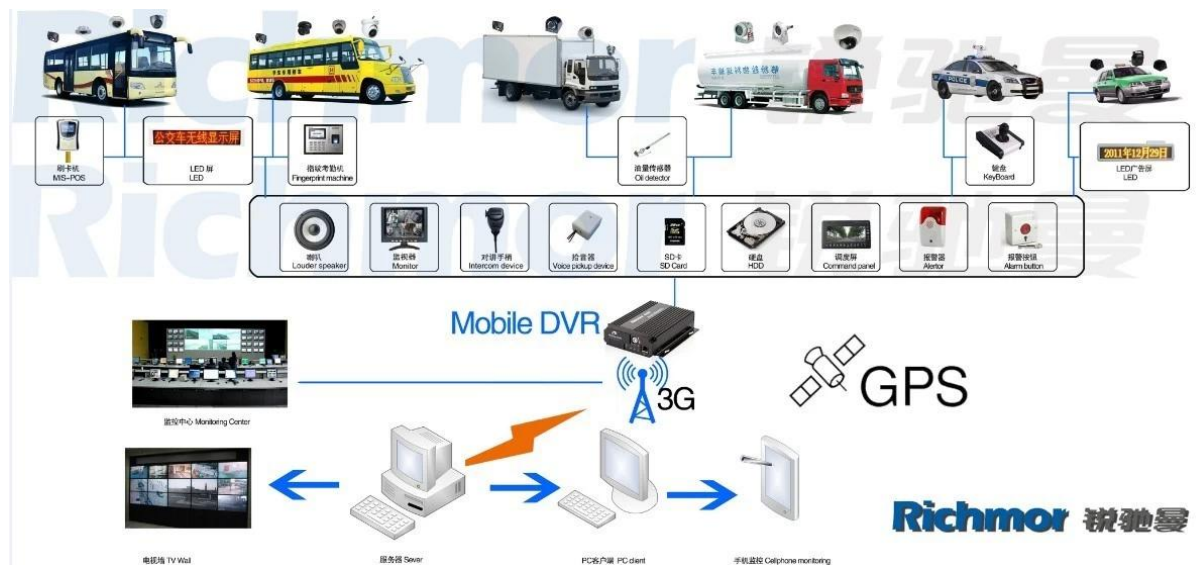 Richmor 锐驰曼
POLICE
刷卡机
MIS-POS
公交车无线显示屏
LED 屏
LED
指纹考勤机
Fingerprint machine
油量传感器
Oil detector
键盘
KeyBoard
2011年12月29日
LED广告屏
LED
Richmor 锐驰曼
喇叭
Louder speaker
监视器
Monitor
对讲手柄
Intercom device
拾音器
Voice pickup device
SD卡
SD Card
硬盘
HDD
调度屏
Command panel
报警器
Alertor
报警按钮
Alarm button
Mobile DVR
3G
GPS
监控中心 Monitoring Center
电视墙 TV Wall
服务器 Sever
PC客户端 PC client
手机监控 Cellphone monitoring
Richmor 锐驰曼